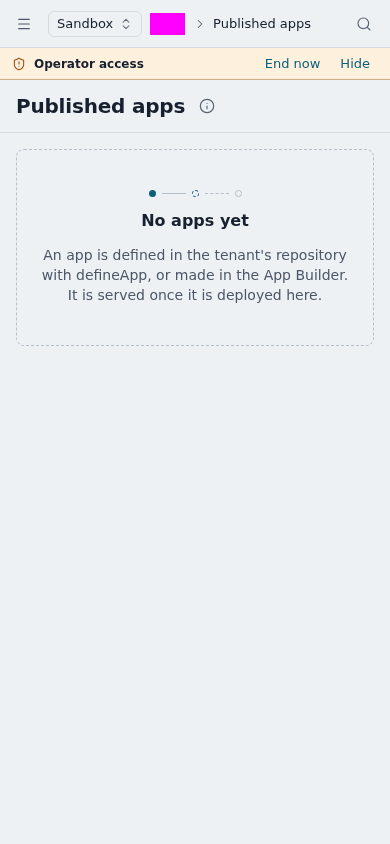 Sandbox
Published apps
Operator access
End now
Hide
Published apps
No apps yet
An app is defined in the tenant's repository
with defineApp, or made in the App Builder.
It is served once it is deployed here.